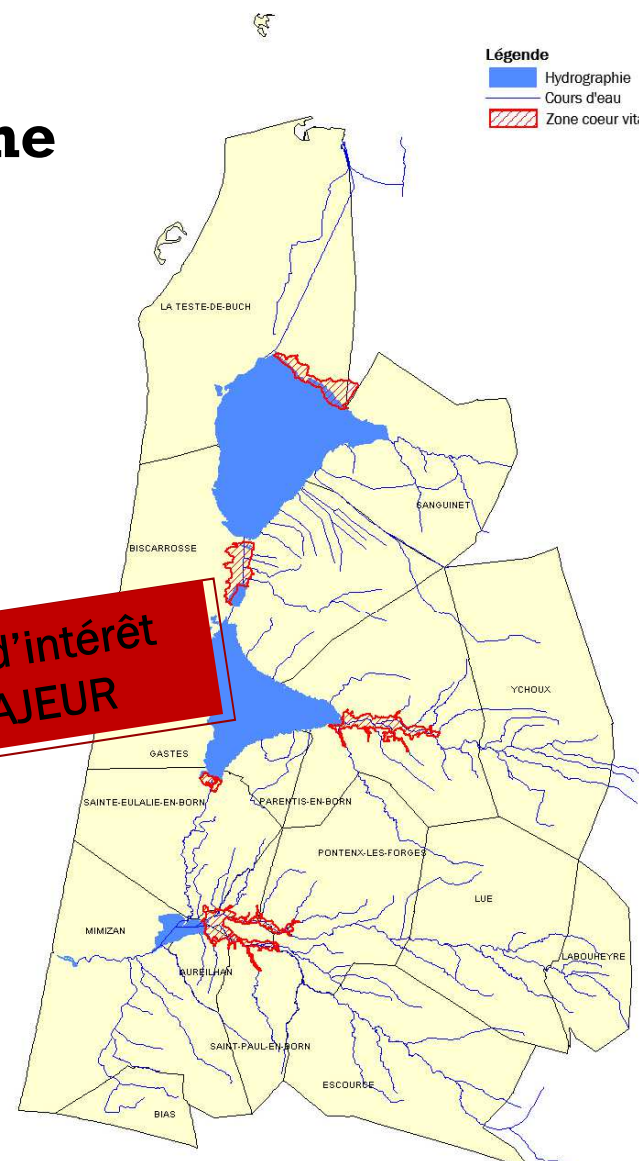 Légende
Hydrographie
Cours d'eau
Zone coeur
ne
LA TESTE-DE-BUCH
SANGUINET
BISCARROSSE
d'intérêt
AJEUR
YCHOUX
GASTES
SAINTE-EULALIE-EN-BORN
PARENTIS-EN-BORN
PONTENX-LES-FORGES
LUE
MIMIZAN
LABOUHEYRE
AUREILHAN
SAINT-PAUL-EN-BORN
ESCOURCE
BIAS